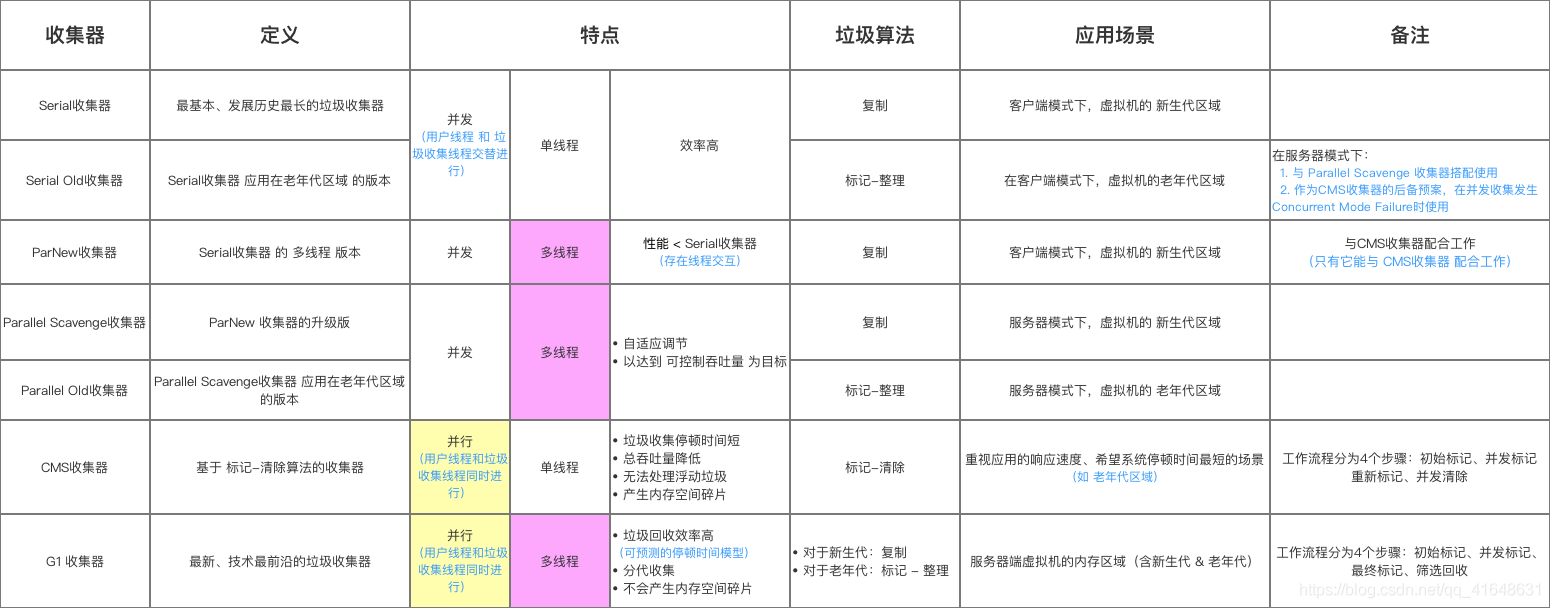 收集器
定义
特点
垃圾算法
应用场景
备注
Serial收集器
最基本、发展历史最长的垃圾收集器
并发
（用户线程 和 垃
圾收集线程交替进
行）
单线程
效率高
复制
客户端模式下，虚拟机的 新生代区域
Serial Old收集器
Serial收集器 应用在老年代区域 的版本
标记-整理
在客户端模式下，虚拟机的老年代区域
在服务器模式下：
1. 与 Parallel Scavenge 收集器搭配使用
2. 作为CMS收集器的后备预案，在并发收集发生
Concurrent Mode Failure时使用
ParNew收集器
Serial收集器 的 多线程 版本
并发
多线程
性能 < Serial收集器
（存在线程交互）
复制
客户端模式下，虚拟机的 新生代区域
与CMS收集器配合工作
（只有它能与 CMS收集器 配合工作）
Parallel Scavenge收集器
ParNew 收集器的升级版
并发
多线程
• 自适应调节
• 以达到 可控制吞吐量 为目标
复制
服务器模式下，虚拟机的 新生代区域
Parallel Old收集器
Parallel Scavenge收集器 应用在老年代区域
的版本
标记-整理
服务器模式下，虚拟机的 老年代区域
CMS收集器
基于 标记-清除算法的收集器
并行
（用户线程和垃圾
收集线程同时进
行）
单线程
• 垃圾收集停顿时间短
• 总吞吐量降低
• 无法处理浮动垃圾
• 产生内存空间碎片
标记-清除
重视应用的响应速度、希望系统停顿时间最短的场景
（如 老年代区域）
工作流程分为4个步骤：初始标记、并发标记
重新标记、并发清除
G1 收集器
最新、技术最前沿的垃圾收集器
并行
（用户线程和垃圾
收集线程同时进
行）
多线程
• 垃圾回收效率高
（可预测的停顿时间模型）
• 分代收集
• 不会产生内存空间碎片
• 对于新生代：复制
• 对于老年代：标记 - 整理
服务器端虚拟机的内存区域（含新生代 & 老年代）
工作流程分为4个步骤：初始标记、并发标记、
最终标记、筛选回收
https://blog.csdn.net/qq_41648631